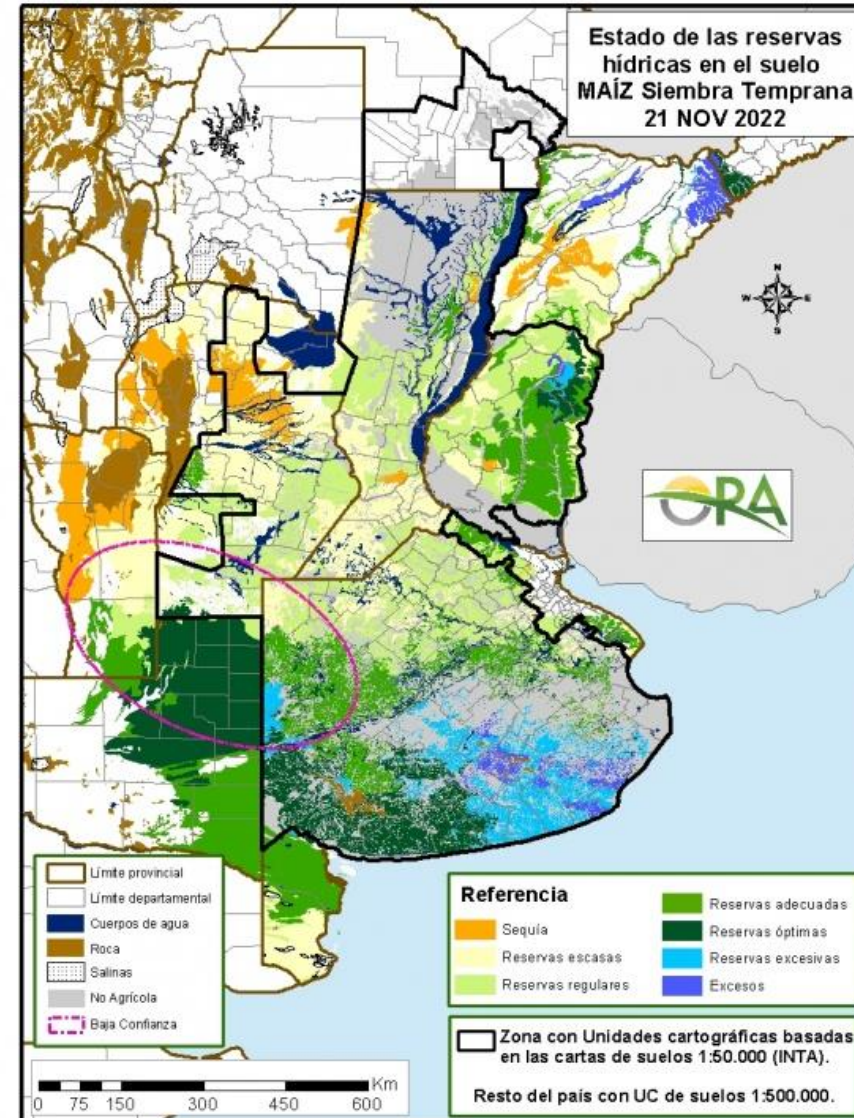 Estado de las reservas
hídricas en el suelo
MAÍZ Siembra Temprana
21 NOV 2022
N
W E
S
ORA
Límite provincial
Límite departamental
Cuerpos de agua
Roca
Salinas
No Agrícola
Baja Confianza
Referencia
Sequía
Reservas escasas
Reservas regulares
Reservas adecuadas
Reservas óptimas
Reservas excesivas
Excesos
Zona con Unidades cartográficas basadas
en las cartas de suelos 1:50.000 (INTA).
Resto del país con UC de suelos 1:500.000.
Km
0 75 150 300 450 600